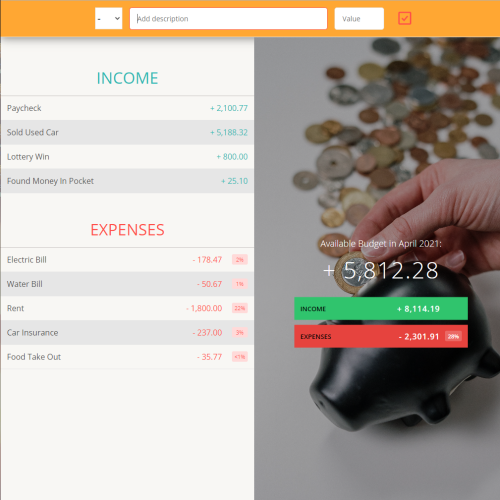 -
Add description
Value
INCOME
Paycheck + 2,100.77
Sold Used Car + 5,188.32
Lottery Win + 800.00
Found Money In Pocket + 25.10
EXPENSES
Electric Bill - 178.47 2%
Water Bill - 50.67 1%
Rent - 1,800.00 22%
Car Insurance - 237.00 3%
Food Take Out - 35.77 <1%
Available Budget in April 2021:
+ 5,812.28
INCOME + 8,114.19
EXPENSES - 2,301.91 28%